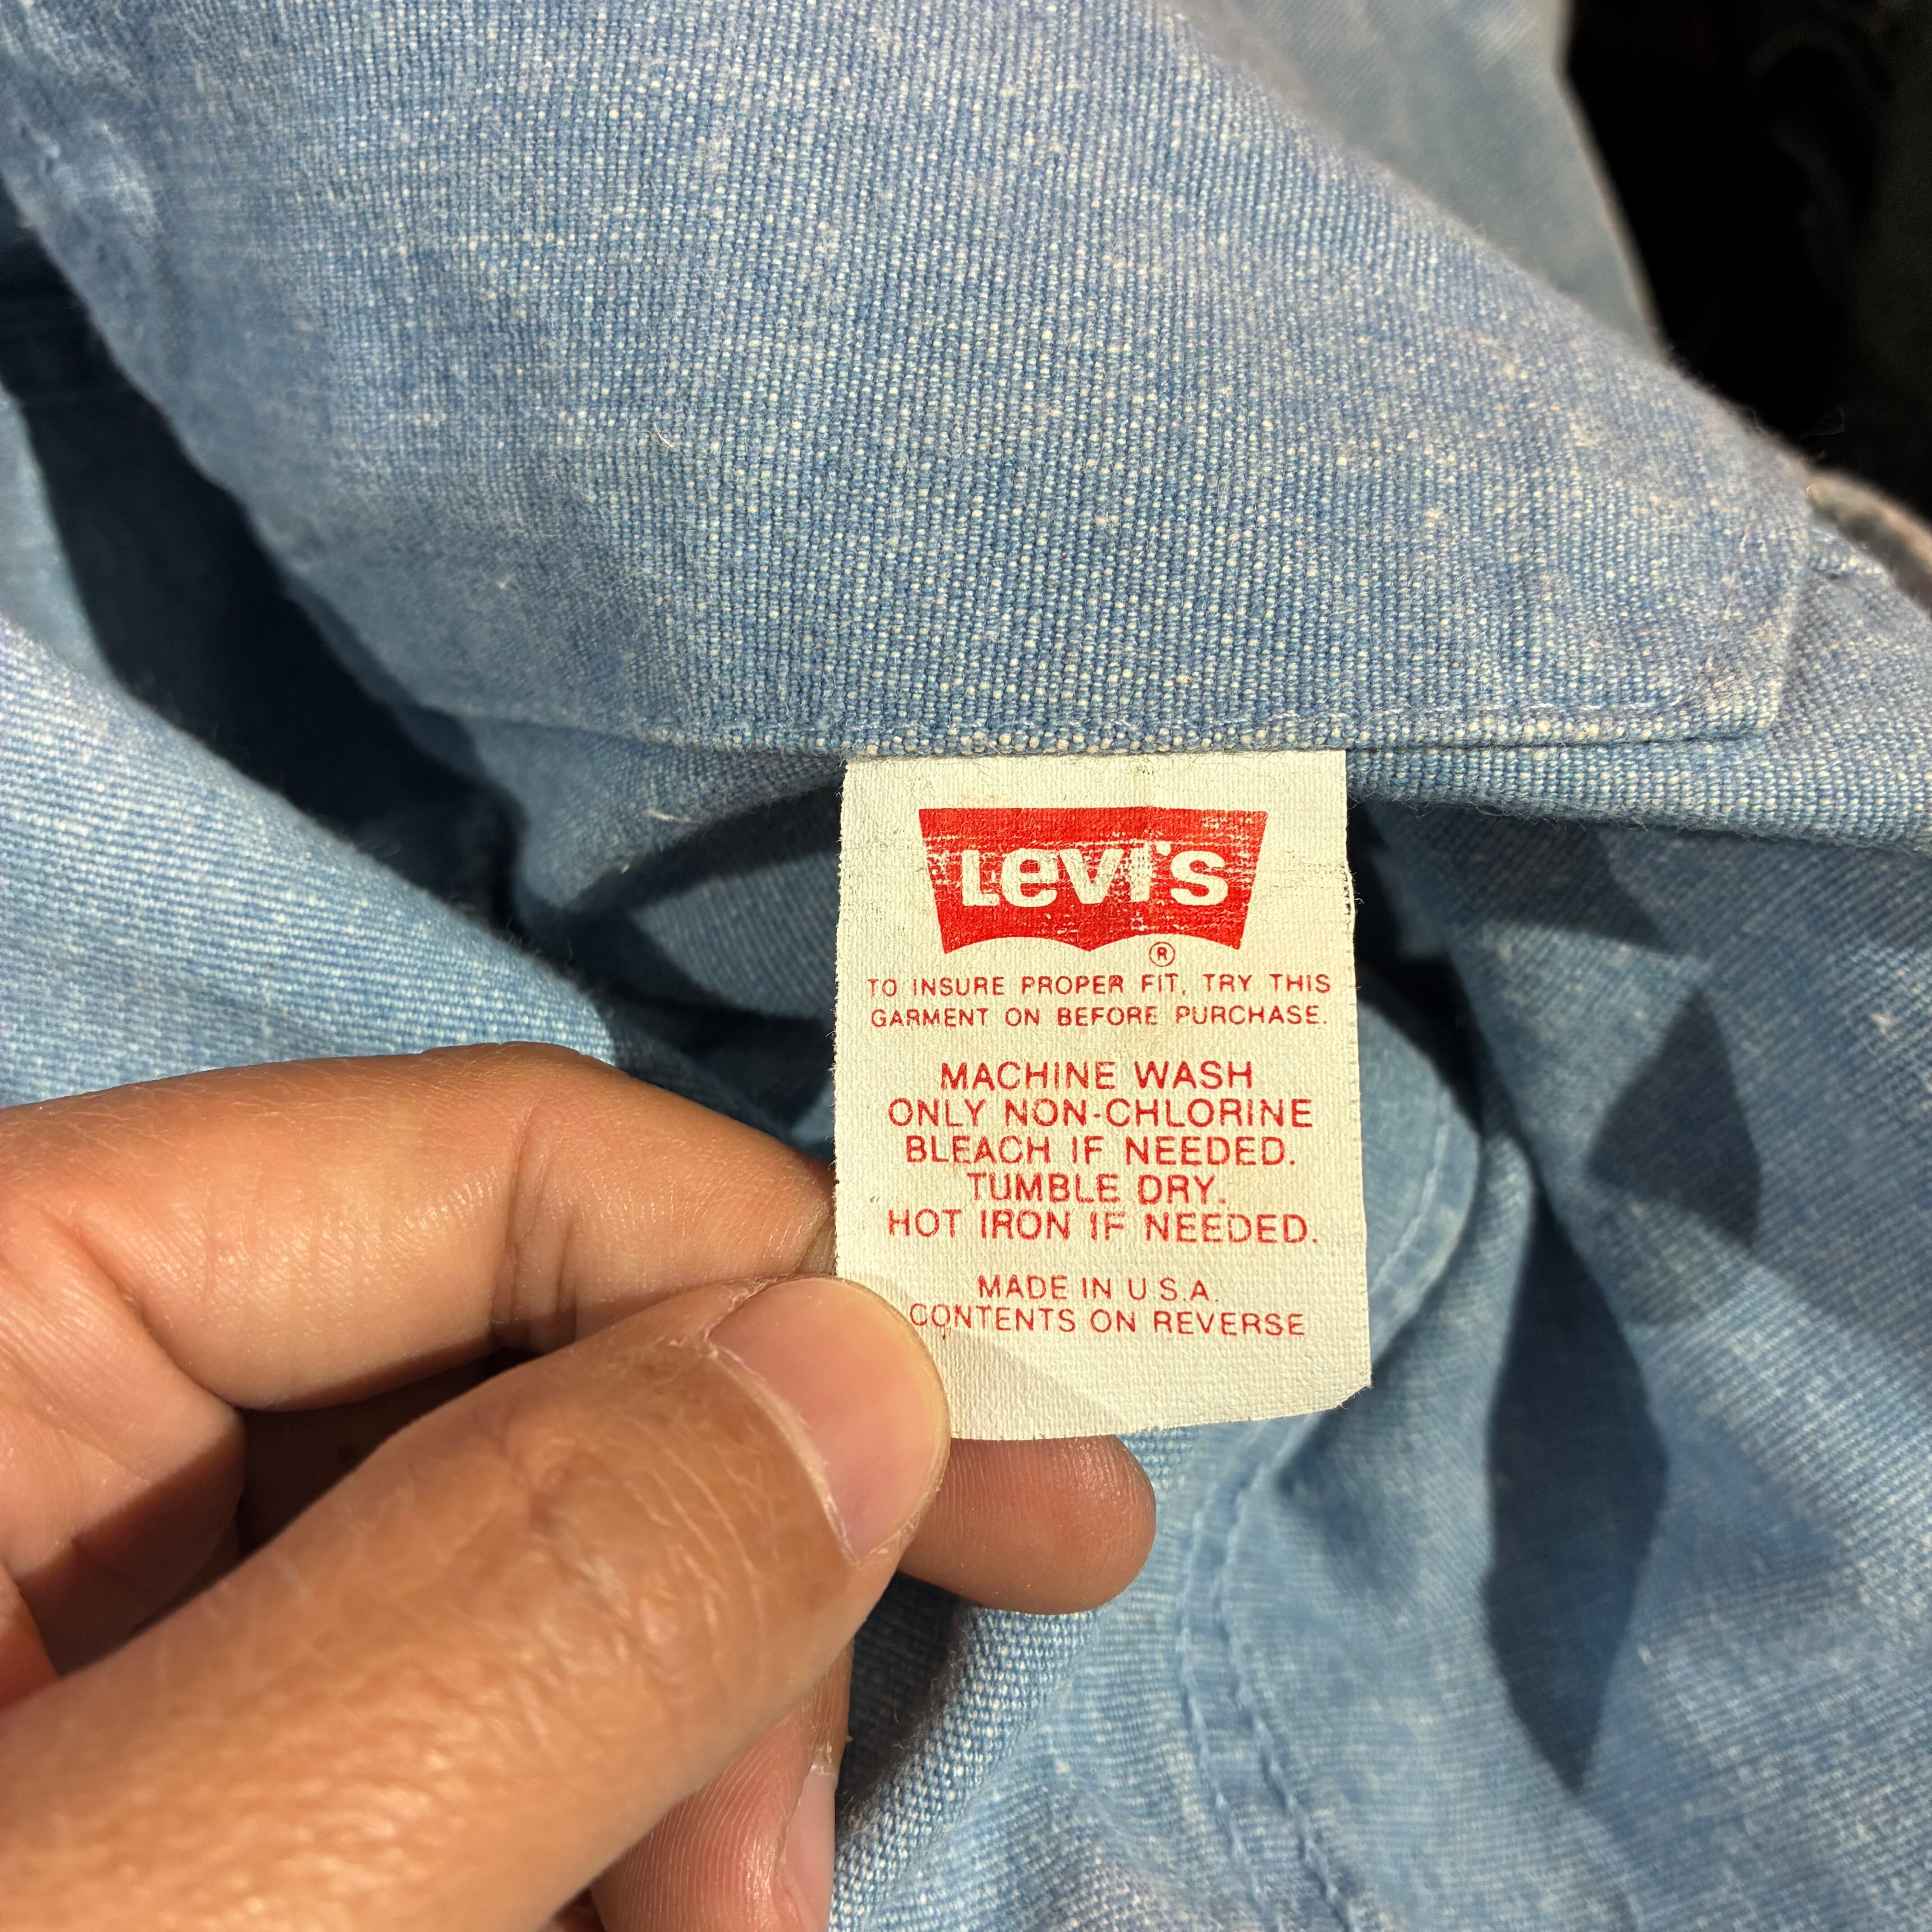 Levi's
®
TO INSURE PROPER FIT, TRY THIS
GARMENT ON BEFORE PURCHASE.
MACHINE WASH
ONLY NON-CHLORINE
BLEACH IF NEEDED.
TUMBLE DRY.
HOT IRON IF NEEDED.
MADE IN U.S.A.
CONTENTS ON REVERSE